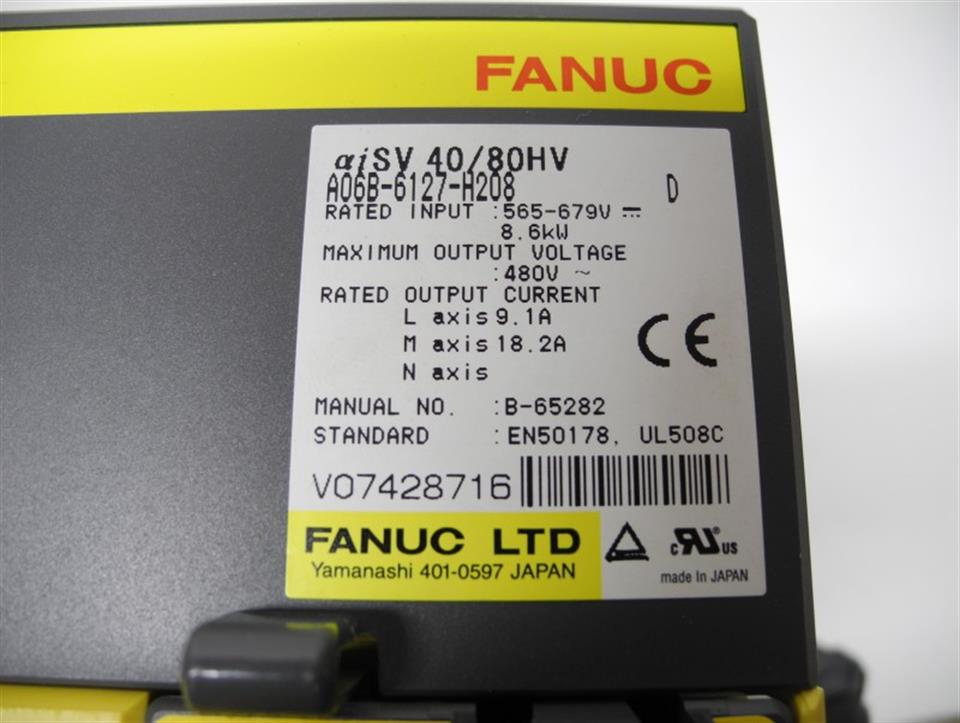 FANUC
αiSV 40/80HV
A06B-6127-H208 D
RATED INPUT :565-679V ⎓
8.6kW
MAXIMUM OUTPUT VOLTAGE
:480V ~
RATED OUTPUT CURRENT
L axis 9.1A
M axis 18.2A
N axis
CE
MANUAL NO. :B-65282
STANDARD :EN50178, UL508C
V07428716
FANUC LTD
Yamanashi 401-0597 JAPAN
c RU ® US
made In JAPAN